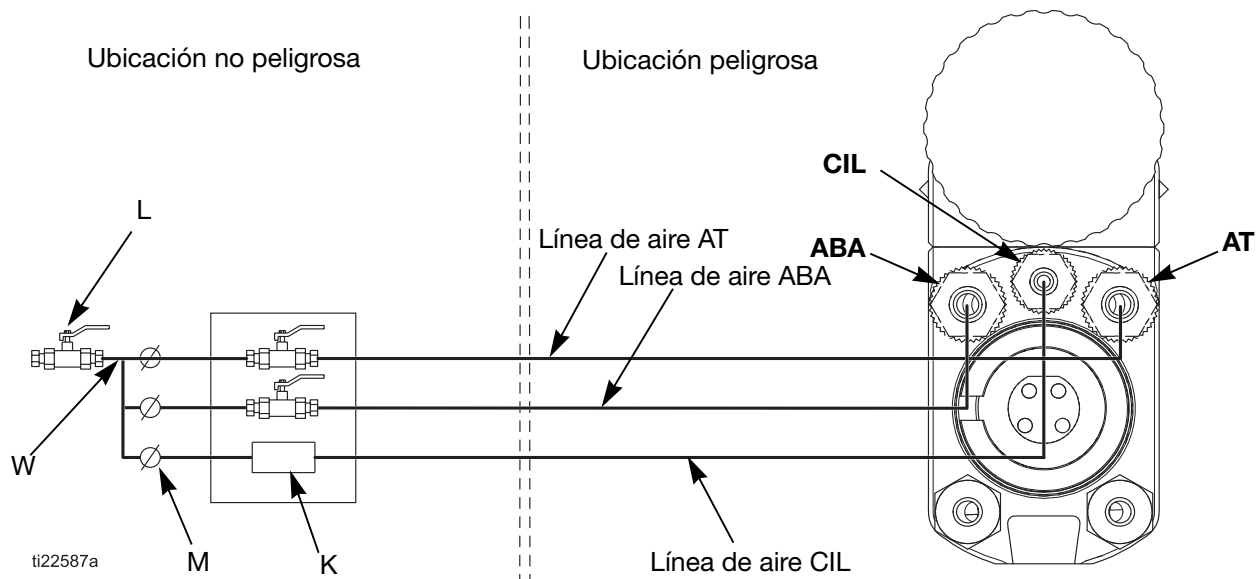 Ubicación no peligrosa
Ubicación peligrosa
CIL
L
Línea de aire AT
ABA
AT
Línea de aire ABA
W
ti22587a
M
K
Línea de aire CIL